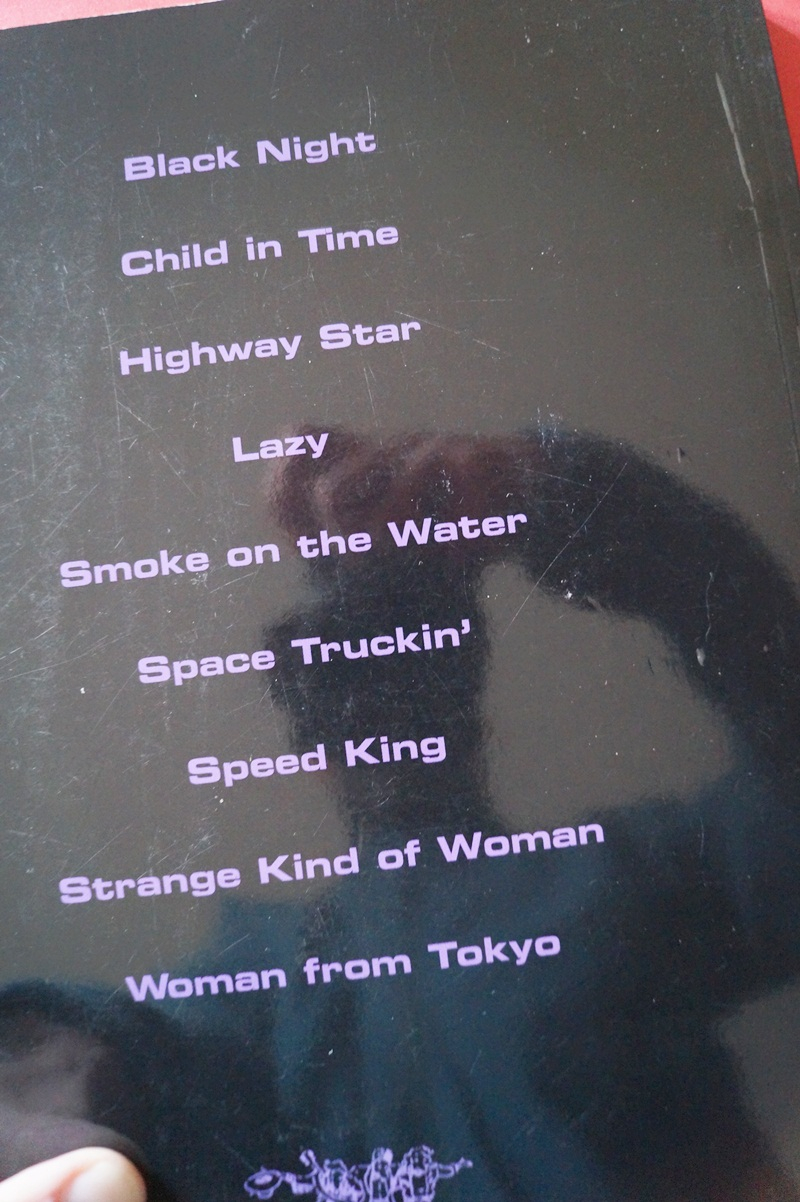 Black Night
Child in Time
Highway Star
Lazy
Smoke on the Water
Space Truckin'
Speed King
Strange Kind of Woman
Woman from Tokyo